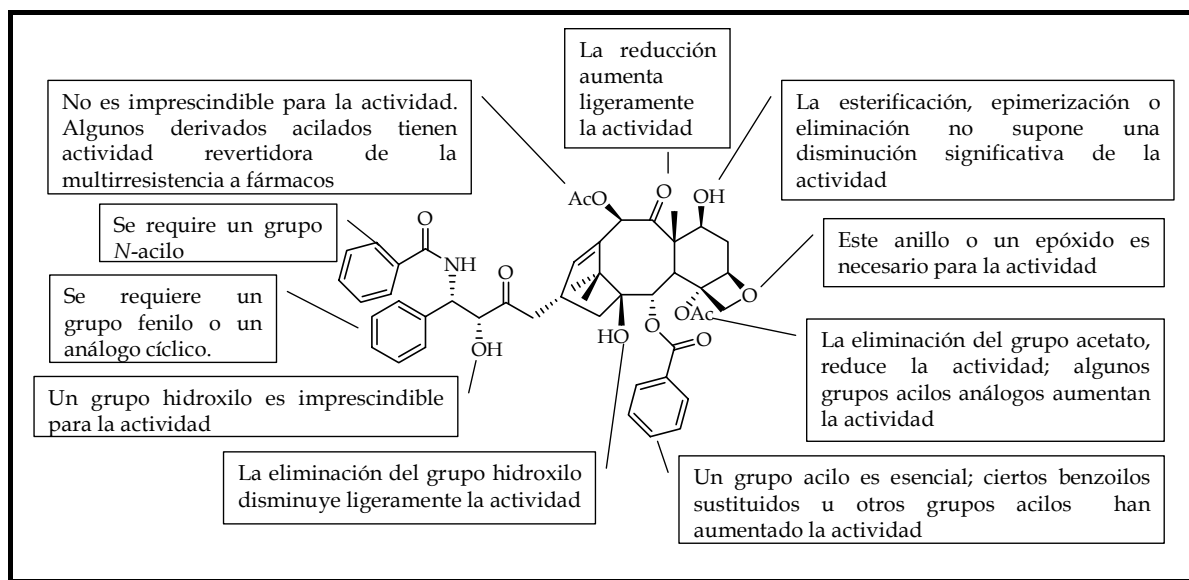 La reducción
aumenta
ligeramente
la actividad
No es imprescindible para la actividad.
Algunos derivados acilados tienen
actividad revertidora de la
multirresistencia a fármacos
La esterificación, epimerización o
eliminación no supone una
disminución significativa de la
actividad
Se require un grupo
N-acilo
Este anillo o un epóxido es
necesario para la actividad
Se requiere un
grupo fenilo o un
análogo cíclico.
Un grupo hidroxilo es imprescindible
para la actividad
La eliminación del grupo acetato,
reduce la actividad; algunos
grupos acilos análogos aumentan
la actividad
La eliminación del grupo hidroxilo
disminuye ligeramente la actividad
Un grupo acilo es esencial; ciertos benzoilos
sustituidos u otros grupos acilos han
aumentado la actividad
AcO
O
OH
O
NH
O
O
OH
HO
O
O
OAc